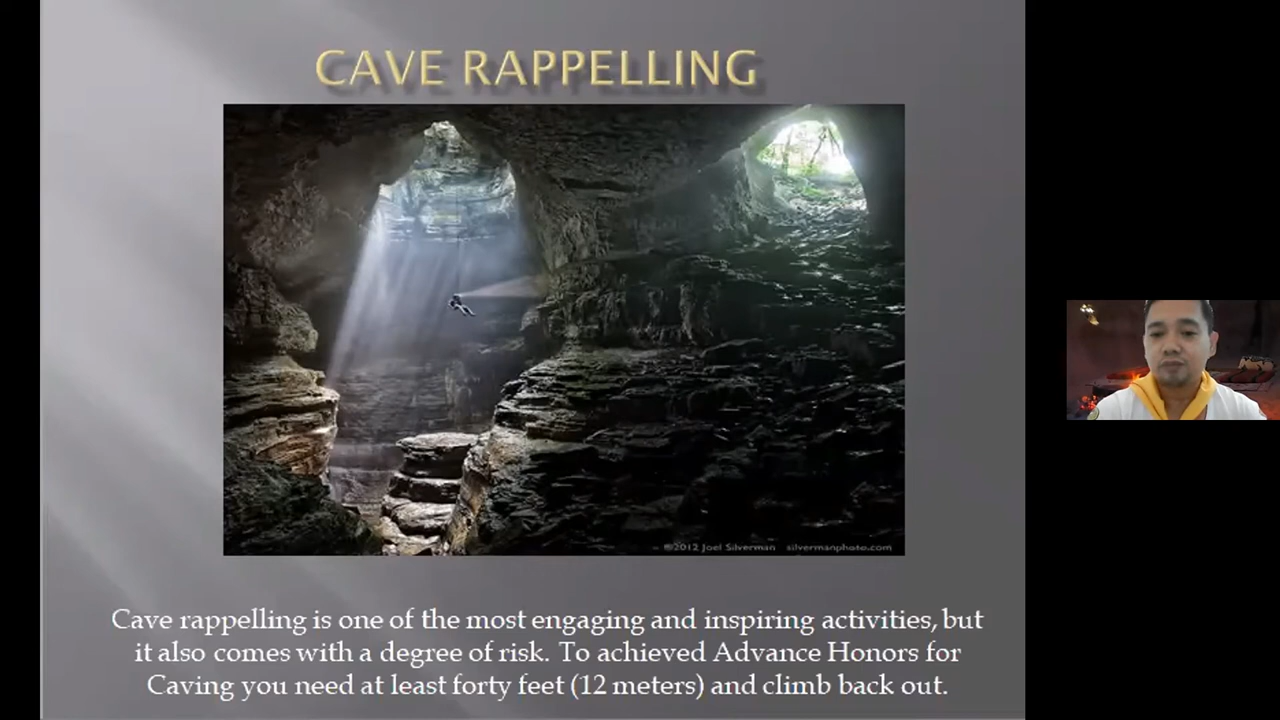 CAVE RAPPELLING
©2012 Joel Silverman silvermanphoto.com
Cave rappelling is one of the most engaging and inspiring activities, but
it also comes with a degree of risk. To achieved Advance Honors for
Caving you need at least forty feet (12 meters) and climb back out.